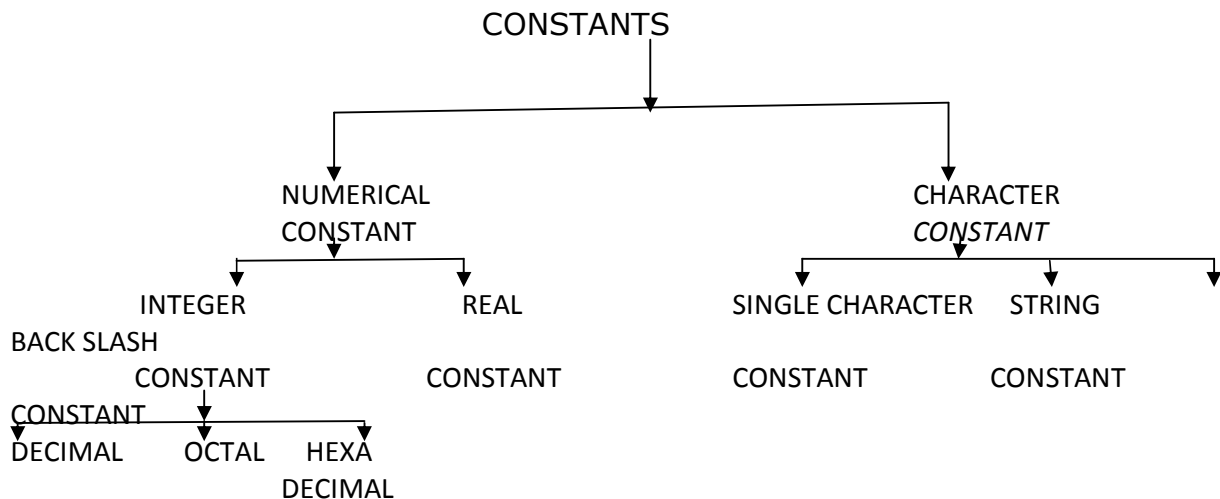 CONSTANTS
NUMERICAL CHARACTER
CONSTANT CONSTANT
INTEGER REAL SINGLE CHARACTER STRING
BACK SLASH
CONSTANT CONSTANT CONSTANT CONSTANT
CONSTANT
DECIMAL OCTAL HEXA
DECIMAL